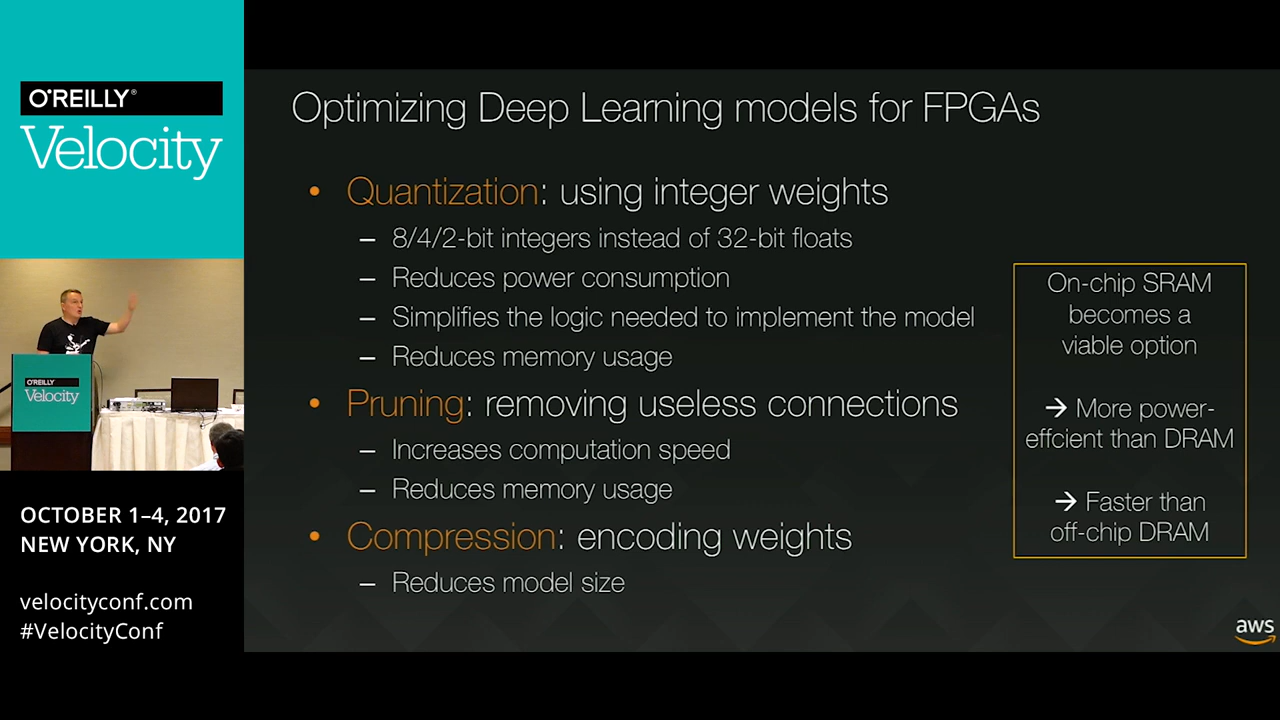 O'REILLY®
Velocity
O'REILLY
Velocity
OCTOBER 1–4, 2017
NEW YORK, NY
velocityconf.com
#VelocityConf
Optimizing Deep Learning models for FPGAs
• Quantization: using integer weights
– 8/4/2-bit integers instead of 32-bit floats
– Reduces power consumption
– Simplifies the logic needed to implement the model
– Reduces memory usage
• Pruning: removing useless connections
– Increases computation speed
– Reduces memory usage
• Compression: encoding weights
– Reduces model size
On-chip SRAM
becomes a
viable option
→ More power-
effcient than DRAM
→ Faster than
off-chip DRAM
aws